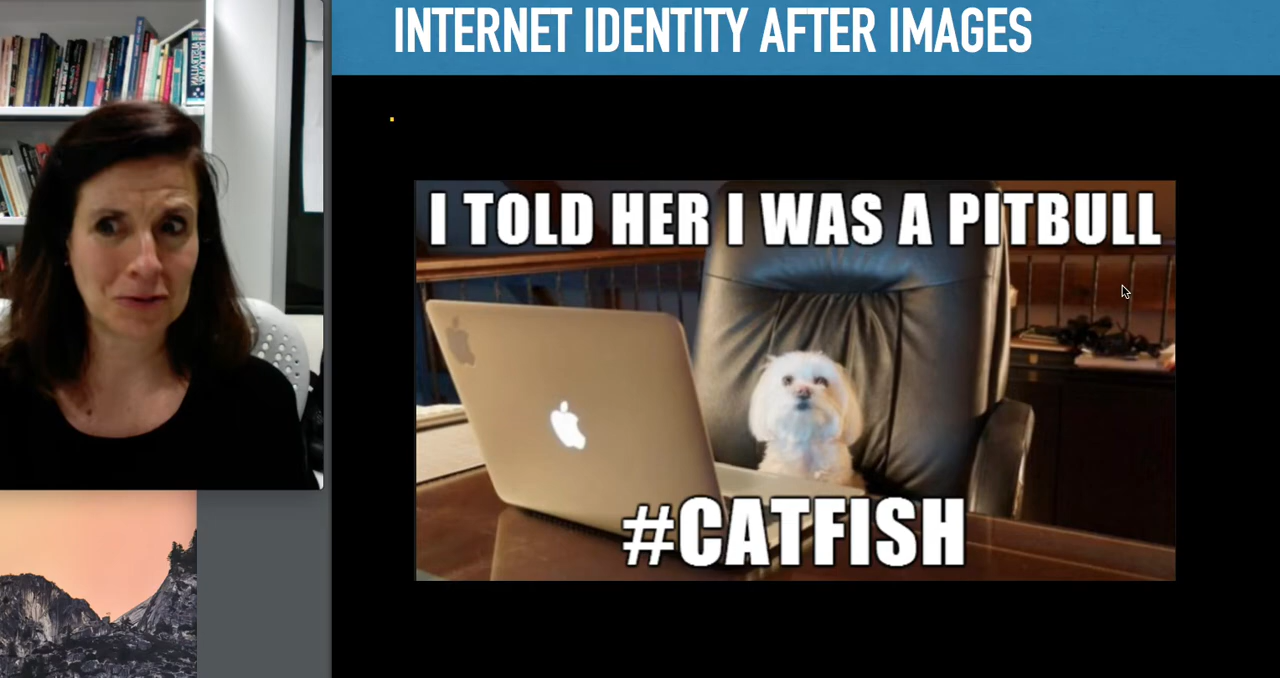 INTERNET IDENTITY AFTER IMAGES
I TOLD HER I WAS A PITBULL
#CATFISH